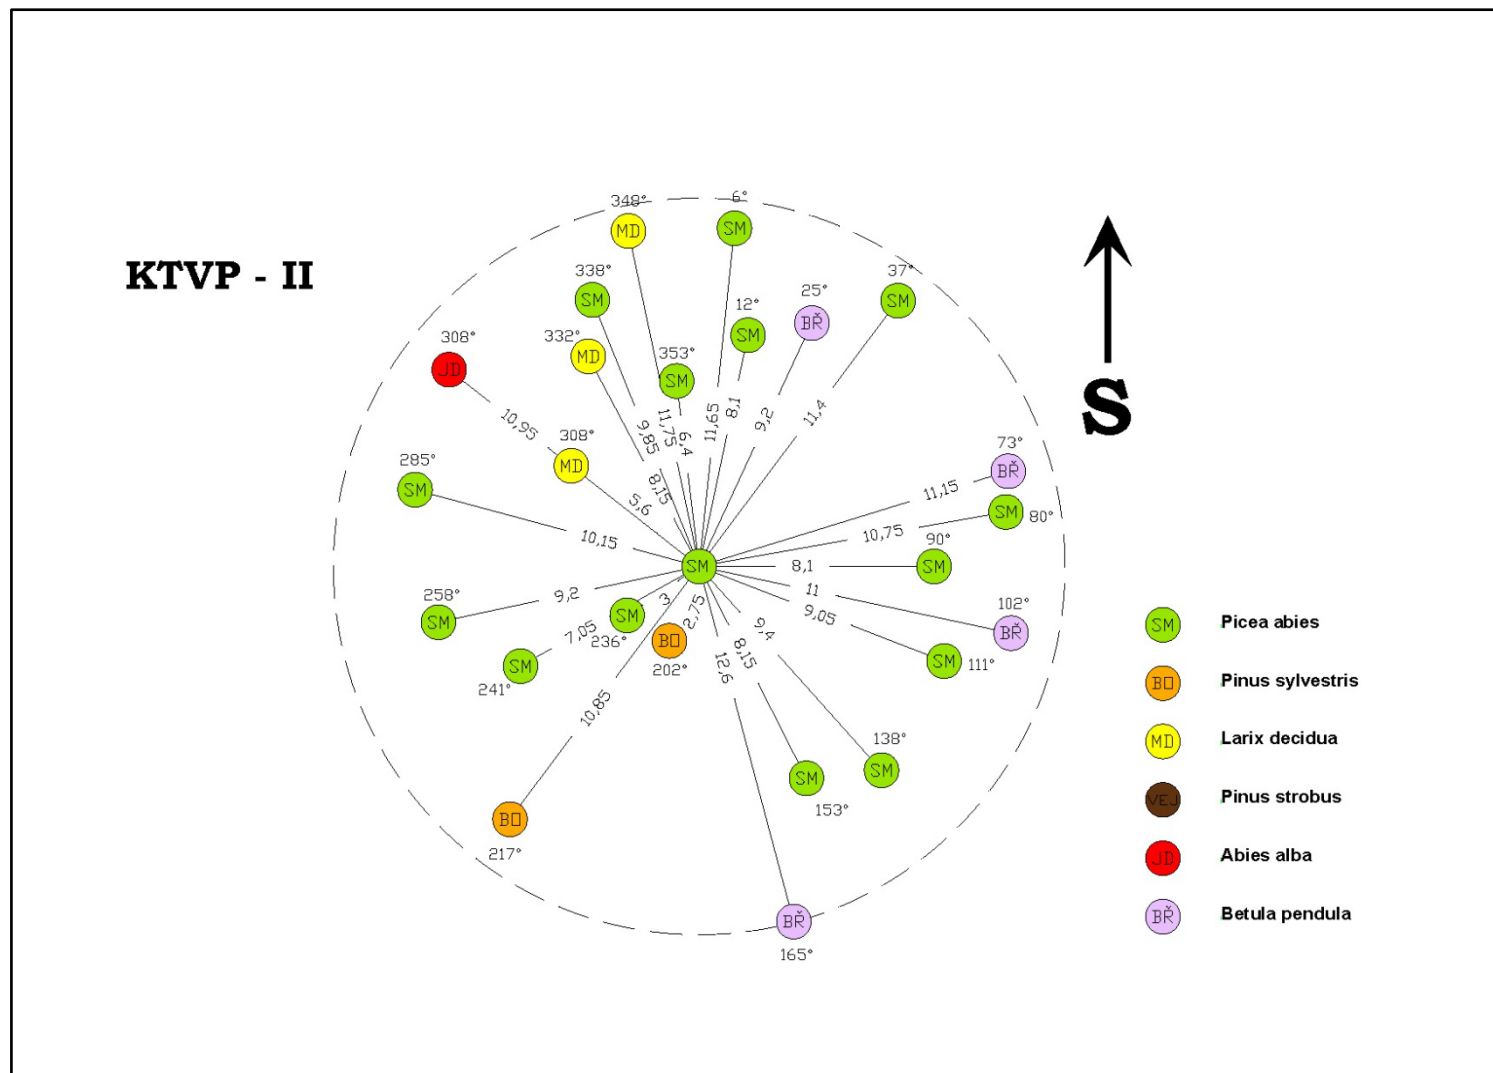 348°
6°
MD
SM
KTVP - II
338°
37°
SM
SM
25°
12°
BŘ
SM
308°
332°
MD
353°
JD
SM
S
10,95
9,85
11,75
6,4
11,65
8,1
9,2
11,4
308°
73°
MD
BŘ
285°
SM
5,6
8,15
11,15
SM
80°
10,75
10,15
90°
SM
8,1
SM
11
258°
9,2
3
2,75
9,05
102°
SM
SM
BŘ
7,05
236°
BO
9,4
SM
111°
241°
SM
202°
8,15
12,6
10,85
138°
SM
SM
153°
BO
217°
BŘ
165°
SM Picea abies
BO Pinus sylvestris
MD Larix decidua
VEJ Pinus strobus
JD Abies alba
BŘ Betula pendula